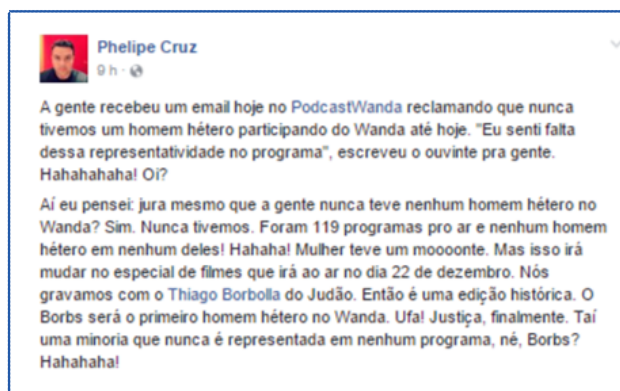 Phelipe Cruz
9 h ·
A gente recebeu um email hoje no PodcastWanda reclamando que nunca
tivemos um homem hétero participando do Wanda até hoje. "Eu senti falta
dessa representatividade no programa", escreveu o ouvinte pra gente.
Hahahahaha! Oi?
Aí eu pensei: jura mesmo que a gente nunca teve nenhum homem hétero no
Wanda? Sim. Nunca tivemos. Foram 119 programas pro ar e nenhum homem
hétero em nenhum deles! Hahaha! Mulher teve um moooonte. Mas isso irá
mudar no especial de filmes que irá ao ar no dia 22 de dezembro. Nós
gravamos com o Thiago Borbolla do Judão. Então é uma edição histórica. O
Borbs será o primeiro homem hétero no Wanda. Ufa! Justiça, finalmente. Taí
uma minoria que nunca é representada em nenhum programa, né, Borbs?
Hahahaha!